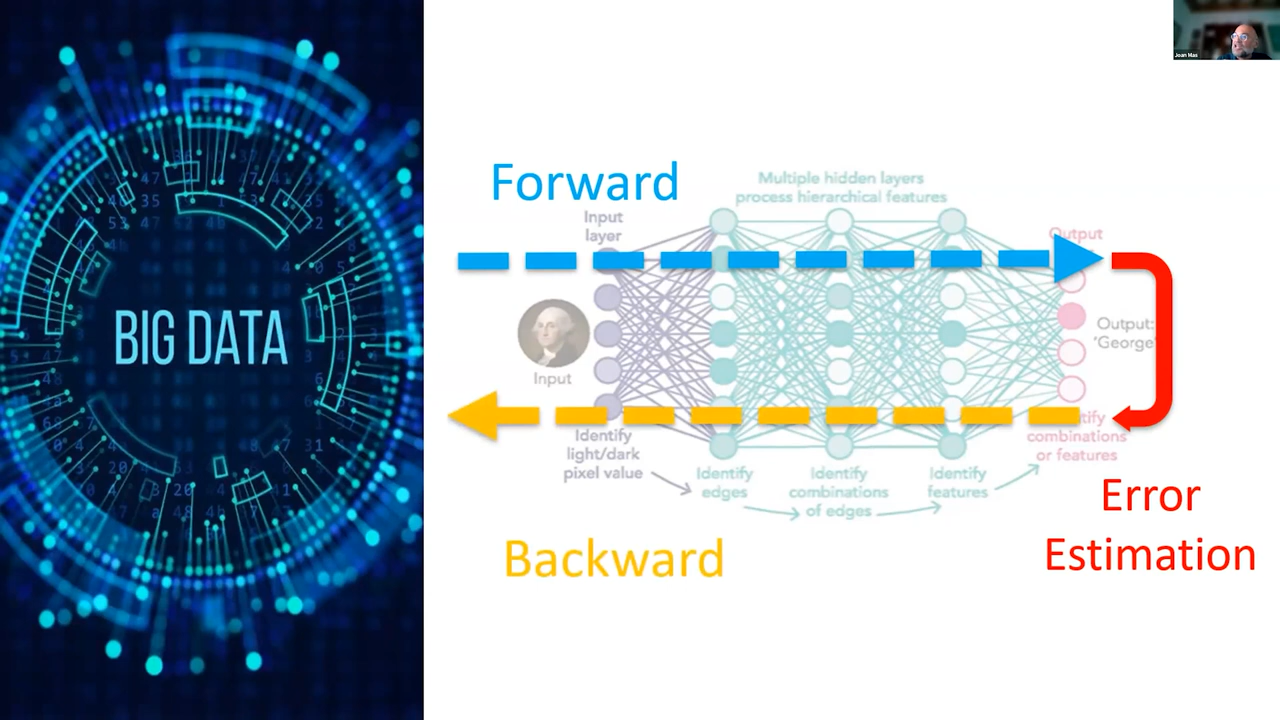 BIG DATA
Joan Mas
Forward
Multiple hidden layers
process hierarchical features
Input
layer
Output
Input
Output:
'George'
Identify
light/dark
pixel value
Identify
edges
Identify
combinations
of edges
Identify
features
combinations
or features
Error
Estimation
Backward